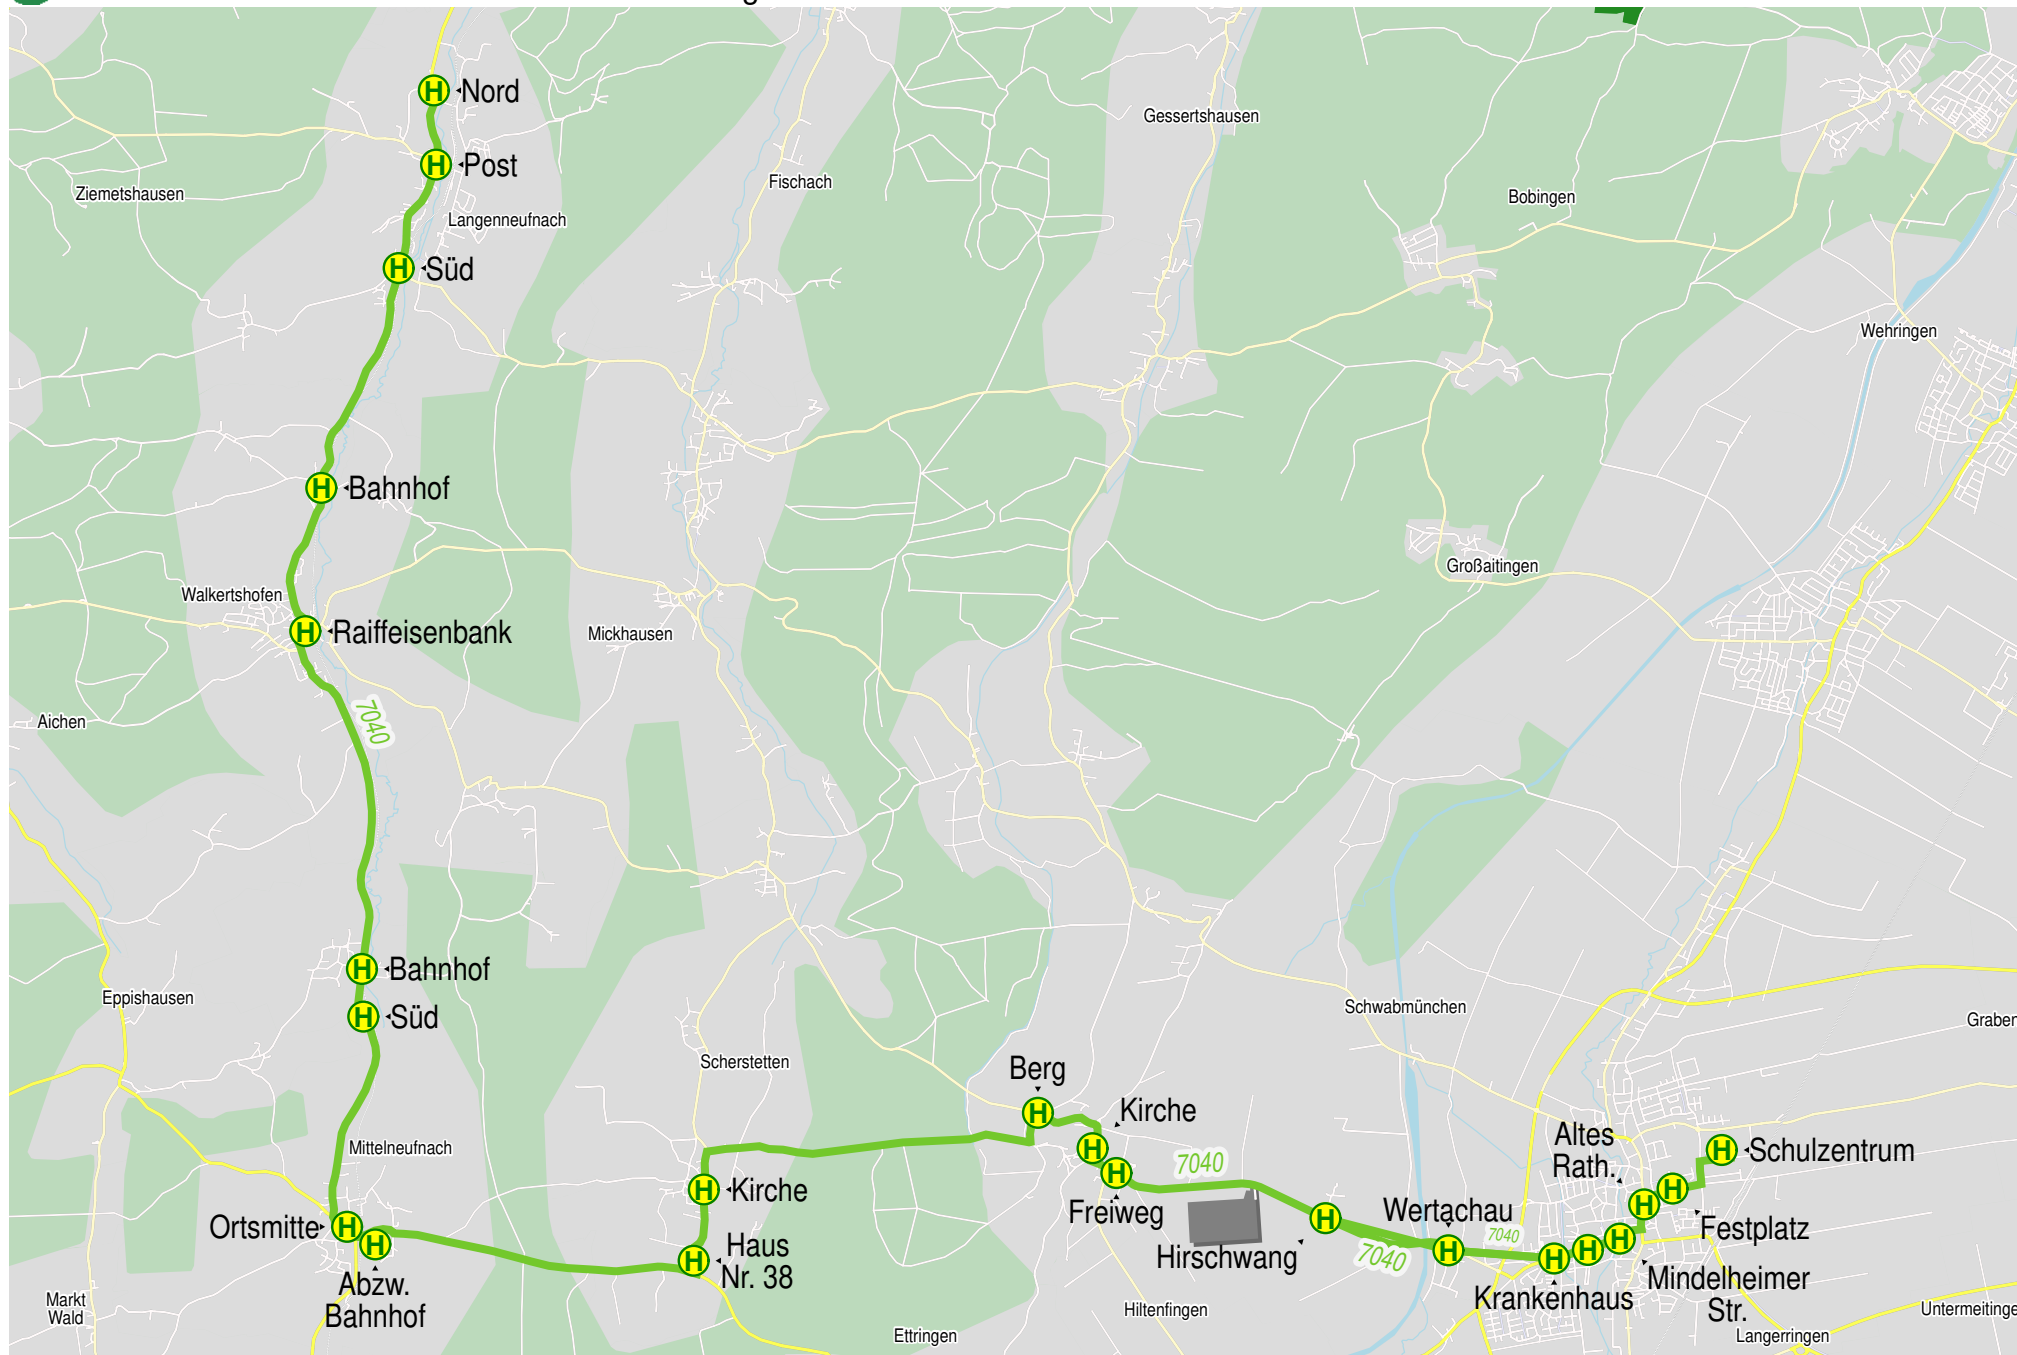 g
H Nord
Gessertshausen
H Post
Fischach
Ziemetshausen
Bobingen
Langenneufnach
H Süd
Wehringen
H Bahnhof
Großaitingen
Walkertshofen
H Raiffeisenbank
Mickhausen
Aichen
7040
H Bahnhof
Eppishausen
Schwabmünchen
H Süd
Graben
Scherstetten
Berg
H
Kirche
H
Altes
Rath.
H
Mittelneufnach
H Schulzentrum
7040
H
Freiweg
H Kirche
H
Festplatz
Wertachau
H
Ortsmitte H
H
Hirschwang
7040
7040
H
H
H
H
Krankenhaus
Mindelheimer
Str.
H
Abzw.
Bahnhof
H Haus
Nr. 38
Markt
Wald
Hiltenfingen
Untermeitinge
Ettringen
Langerringen